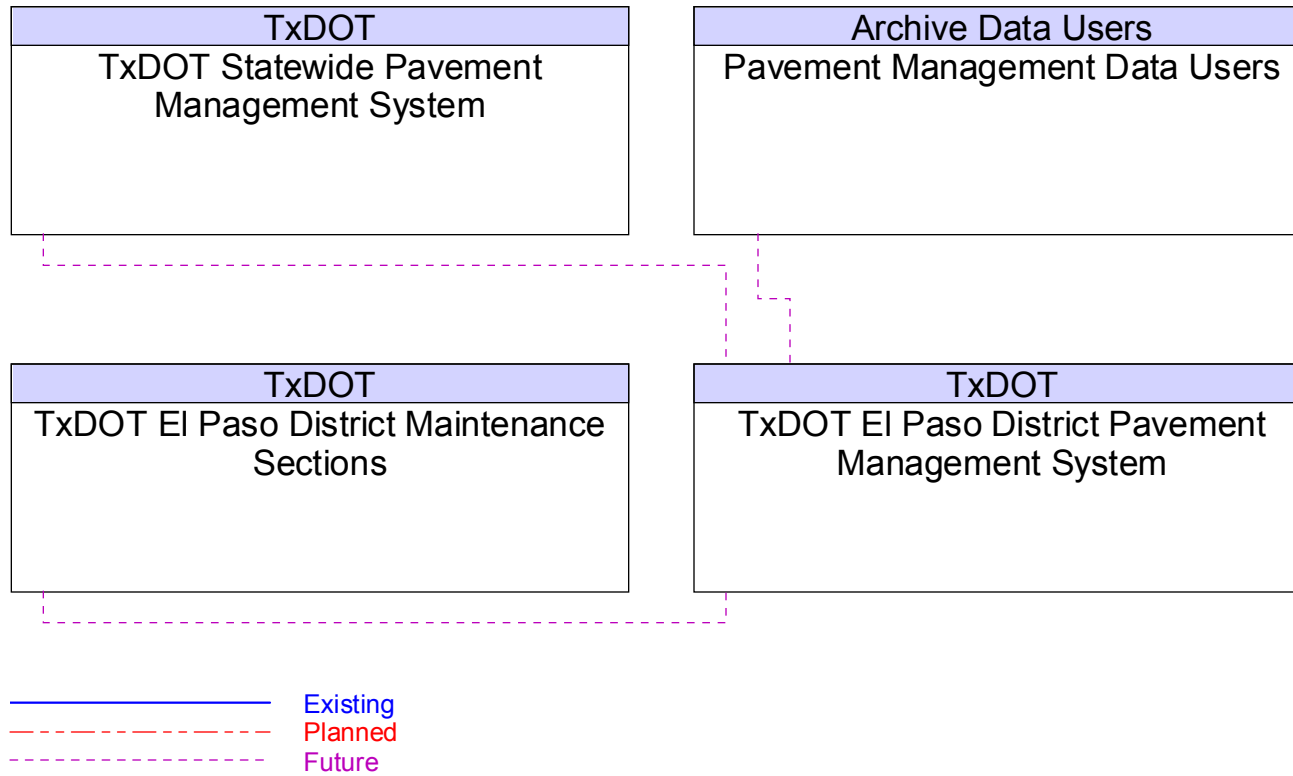 TxDOT
TxDOT Statewide Pavement
Management System
Archive Data Users
Pavement Management Data Users
TxDOT
TxDOT El Paso District Maintenance
Sections
TxDOT
TxDOT El Paso District Pavement
Management System
Existing
Planned
Future